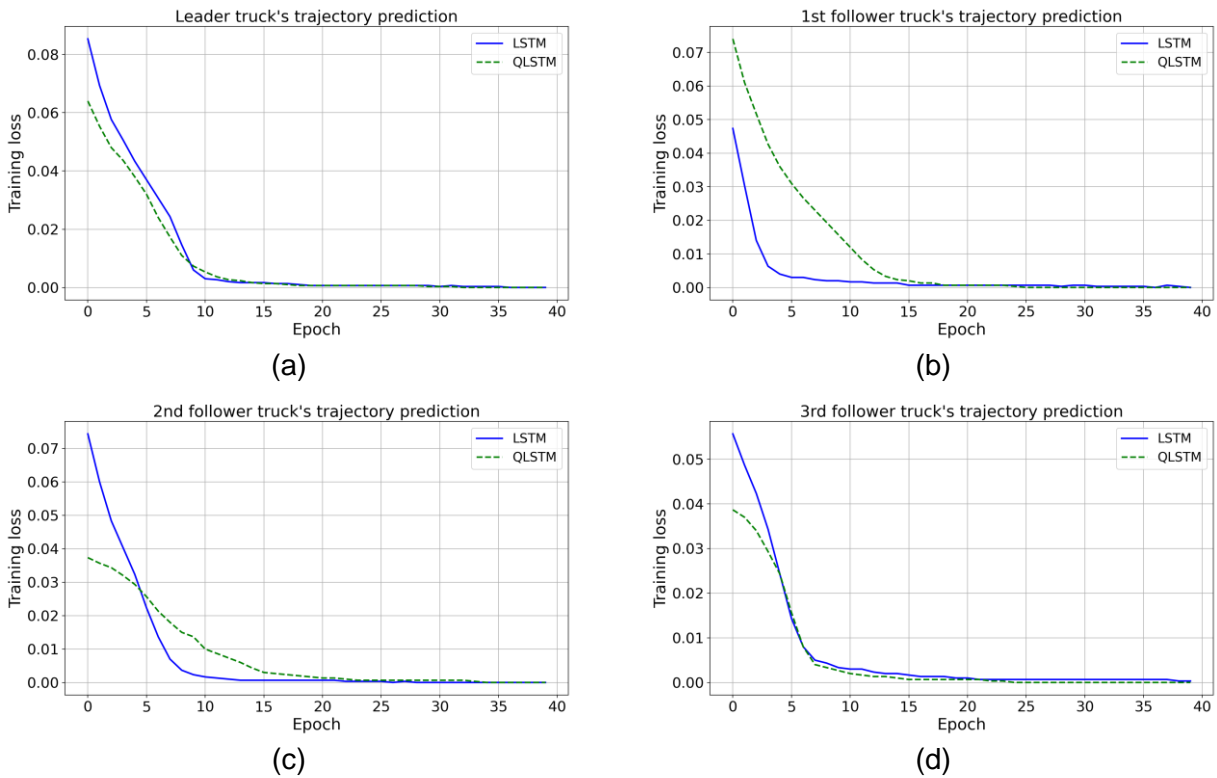 Leader truck's trajectory prediction
LSTM
QLSTM
0.08
0.06
0.04
0.02
0.00
Training loss
0 5 10 15 20 25 30 35 40
Epoch
(a)
1st follower truck's trajectory prediction
LSTM
QLSTM
0.07
0.06
0.05
0.04
0.03
0.02
0.01
0.00
Training loss
0 5 10 15 20 25 30 35 40
Epoch
(b)
2nd follower truck's trajectory prediction
LSTM
QLSTM
0.07
0.06
0.05
0.04
0.03
0.02
0.01
0.00
Training loss
0 5 10 15 20 25 30 35 40
Epoch
(c)
3rd follower truck's trajectory prediction
LSTM
QLSTM
0.05
0.04
0.03
0.02
0.01
0.00
Training loss
0 5 10 15 20 25 30 35 40
Epoch
(d)